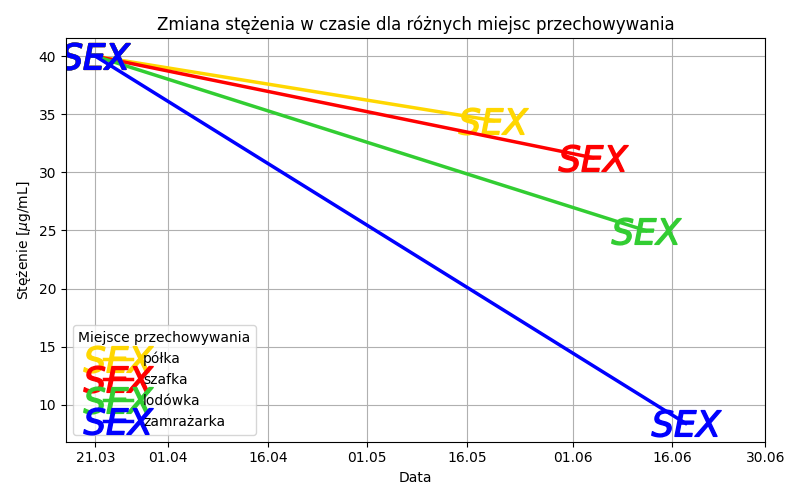 Zmiana stężenia w czasie dla różnych miejsc przechowywania
Stężenie [µg/mL]
40
35
30
25
20
15
10
SEX
SEX
SEX
SEX
SEX
Miejsce przechowywania
SEX półka
SEX szafka
SEX lodówka
SEX zamrażarka
21.03 01.04 16.04 01.05 16.05 01.06 16.06 30.06
Data